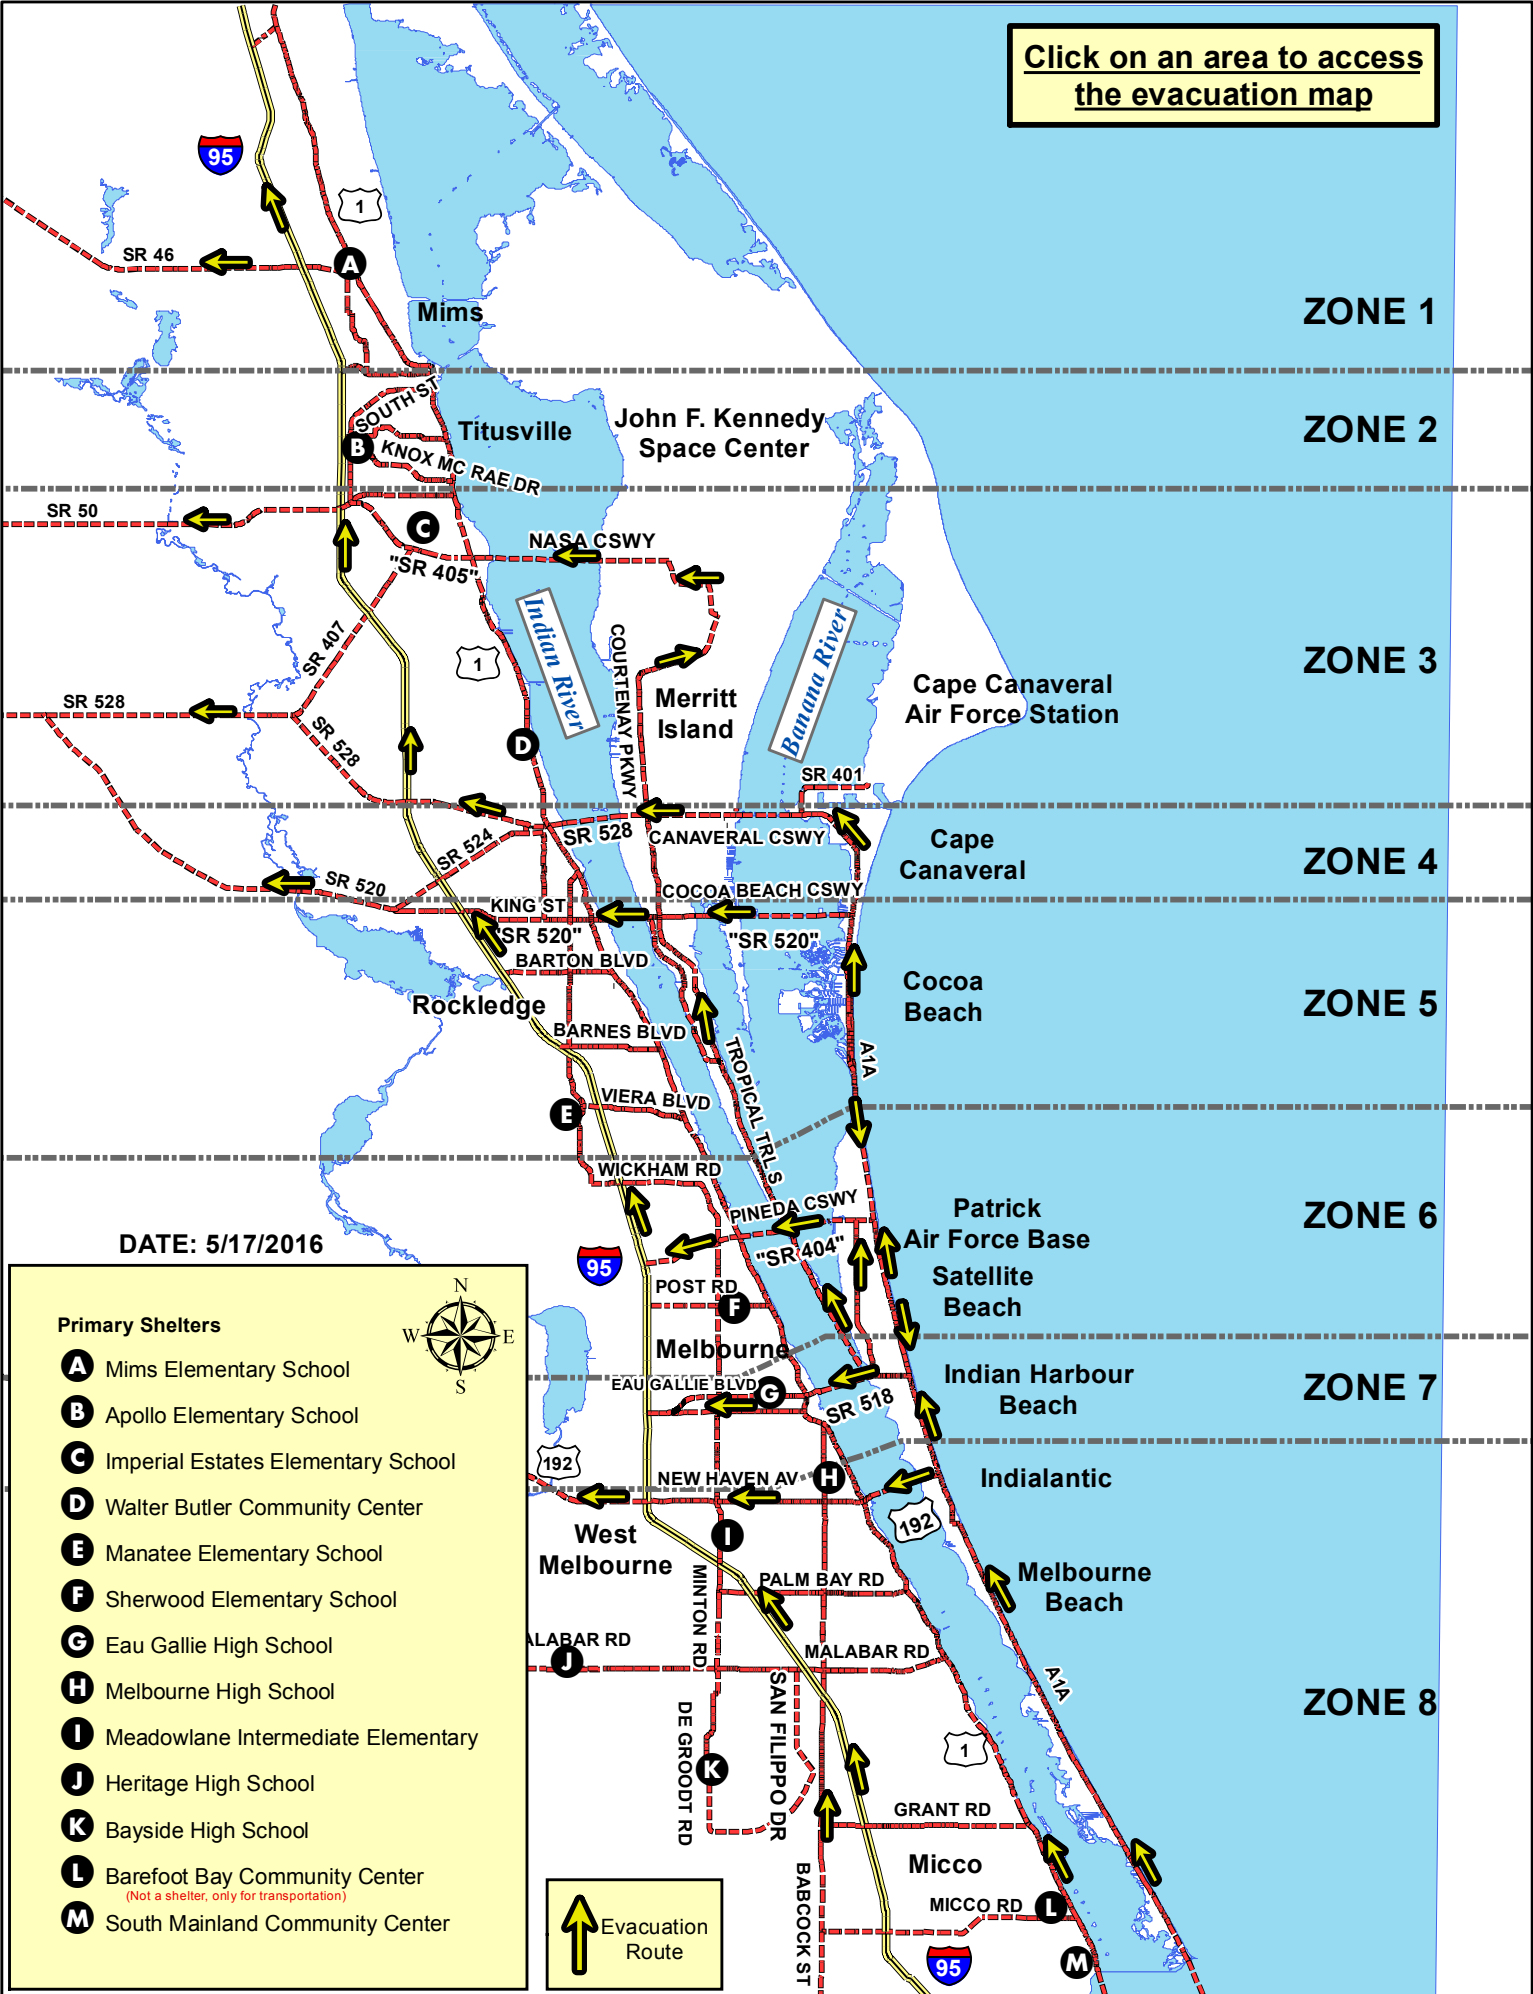 Click on an area to access
the evacuation map
95
1
SR 46
A
Mims
ZONE 1
SOUTH ST
Titusville
John F. Kennedy
Space Center
ZONE 2
B
KNOX MC RAE DR
SR 50
C
NASA CSWY
"SR 405"
Indian River
COURTENAY PKWY
Banana River
SR 407
1
ZONE 3
Merritt
Island
Cape Canaveral
Air Force Station
SR 528
SR 528
D
SR 401
SR 528
CANAVERAL CSWY
SR 524
Cape
Canaveral
ZONE 4
SR 520
COCOA BEACH CSWY
KING ST
"SR 520"
"SR 520"
BARTON BLVD
Rockledge
Cocoa
Beach
ZONE 5
BARNES BLVD
TROPICAL TRL S
A1A
VIERA BLVD
E
WICKHAM RD
PINEDA CSWY
Patrick
Air Force Base
ZONE 6
"SR 404"
DATE: 5/17/2016
95
Satellite
Beach
POST RD
F
Melbourne
EAU GALLIE BLVD
G
SR 518
Indian Harbour
Beach
ZONE 7
192
NEW HAVEN AV
H
Indialantic
192
West
Melbourne
I
MINTON RD
PALM BAY RD
Melbourne
Beach
ALABAR RD
J
MALABAR RD
A1A
SAN FILIPPO DR
DE GROODT RD
ZONE 8
1
K
GRANT RD
Micco
BABCOCK ST
MICCO RD
L
95
M
N
W
E
S
Primary Shelters
A Mims Elementary School
B Apollo Elementary School
C Imperial Estates Elementary School
D Walter Butler Community Center
E Manatee Elementary School
F Sherwood Elementary School
G Eau Gallie High School
H Melbourne High School
I Meadowlane Intermediate Elementary
J Heritage High School
K Bayside High School
L Barefoot Bay Community Center
(Not a shelter, only for transportation)
M South Mainland Community Center
Evacuation
Route